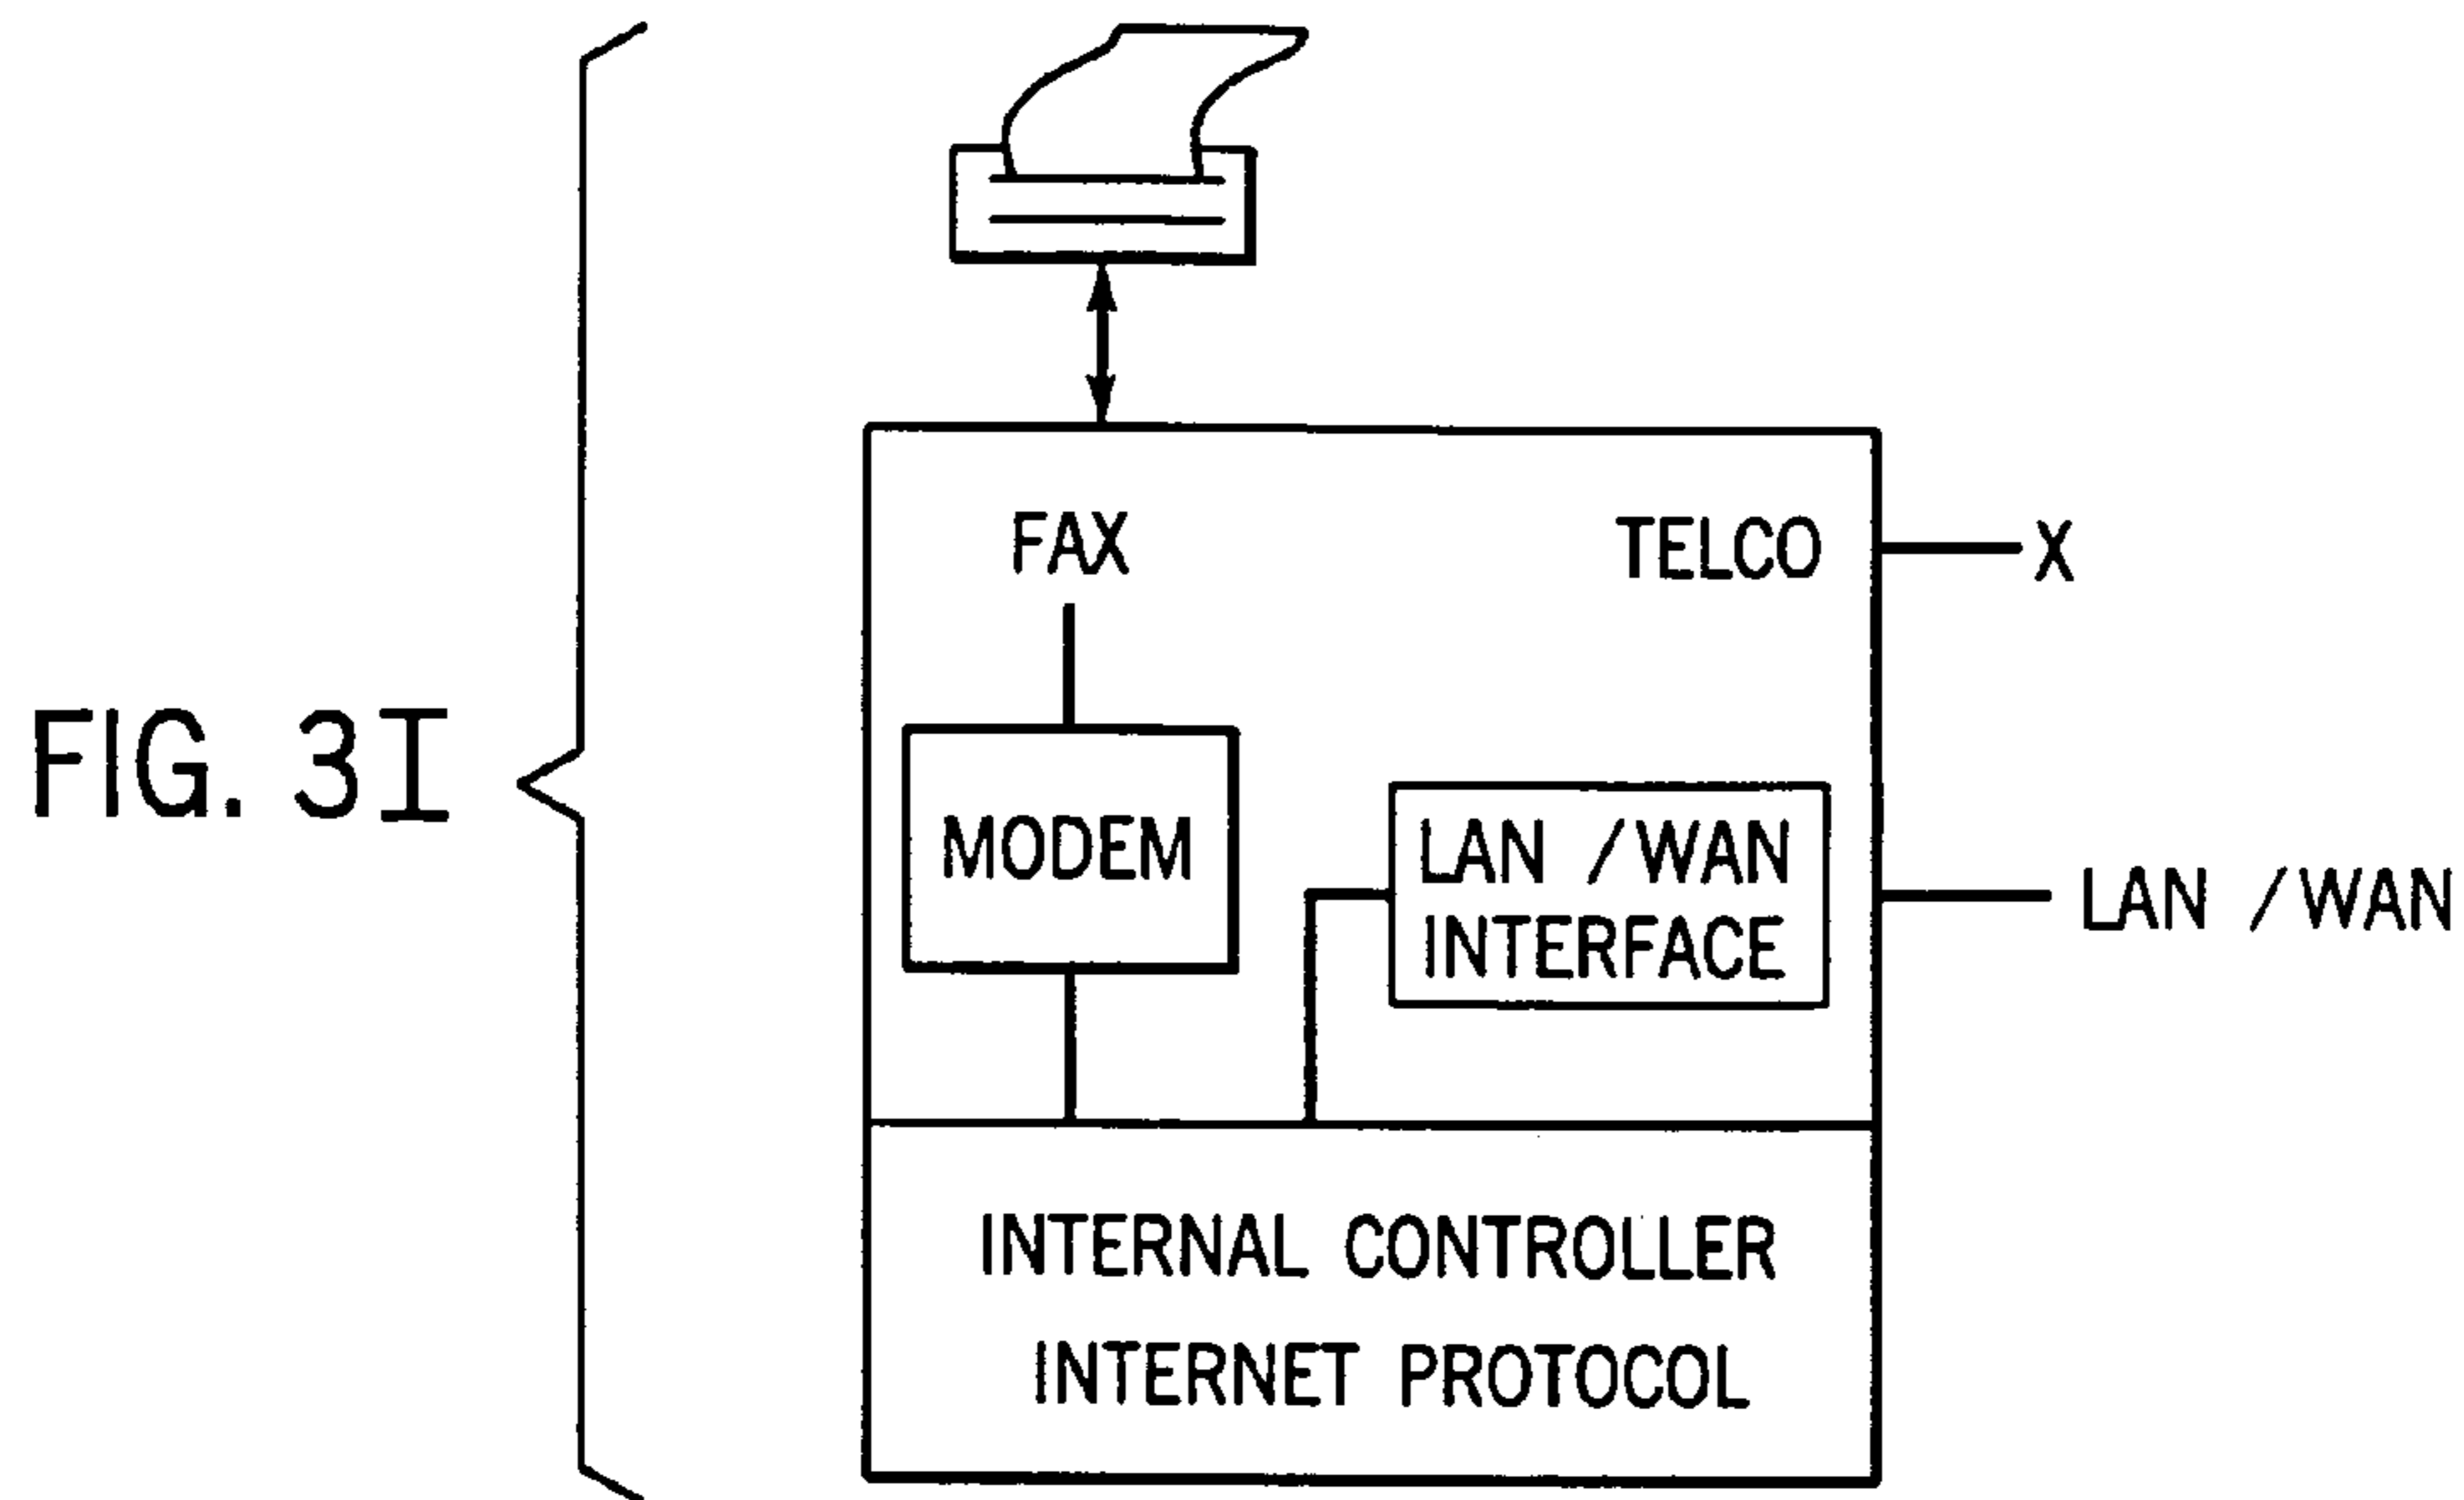 FIG. 3I
FAX
TELCO
X
MODEM
LAN /WAN
INTERFACE
LAN /WAN
INTERNAL CONTROLLER
INTERNET PROTOCOL